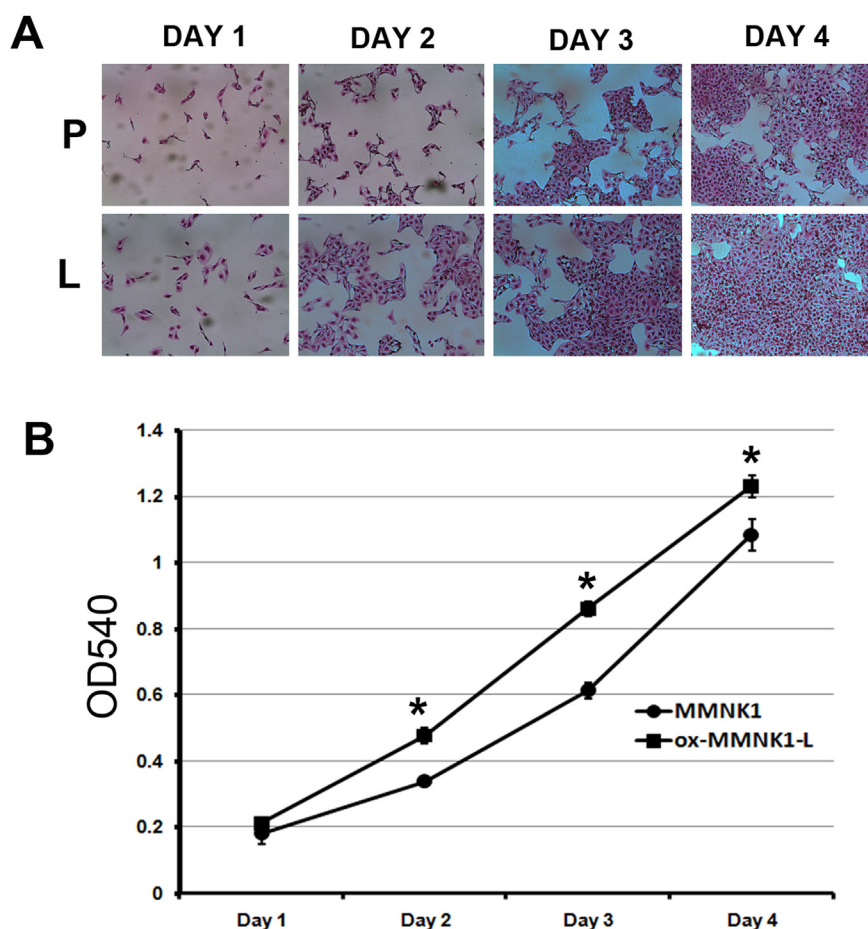 A
DAY 1 DAY 2 DAY 3 DAY 4
P
L
B
1.4
1.2
1
0.8
0.6
0.4
0.2
0
OD540
*
*
*
MMNK1
ox-MMNK1-L
Day 1 Day 2 Day 3 Day 4